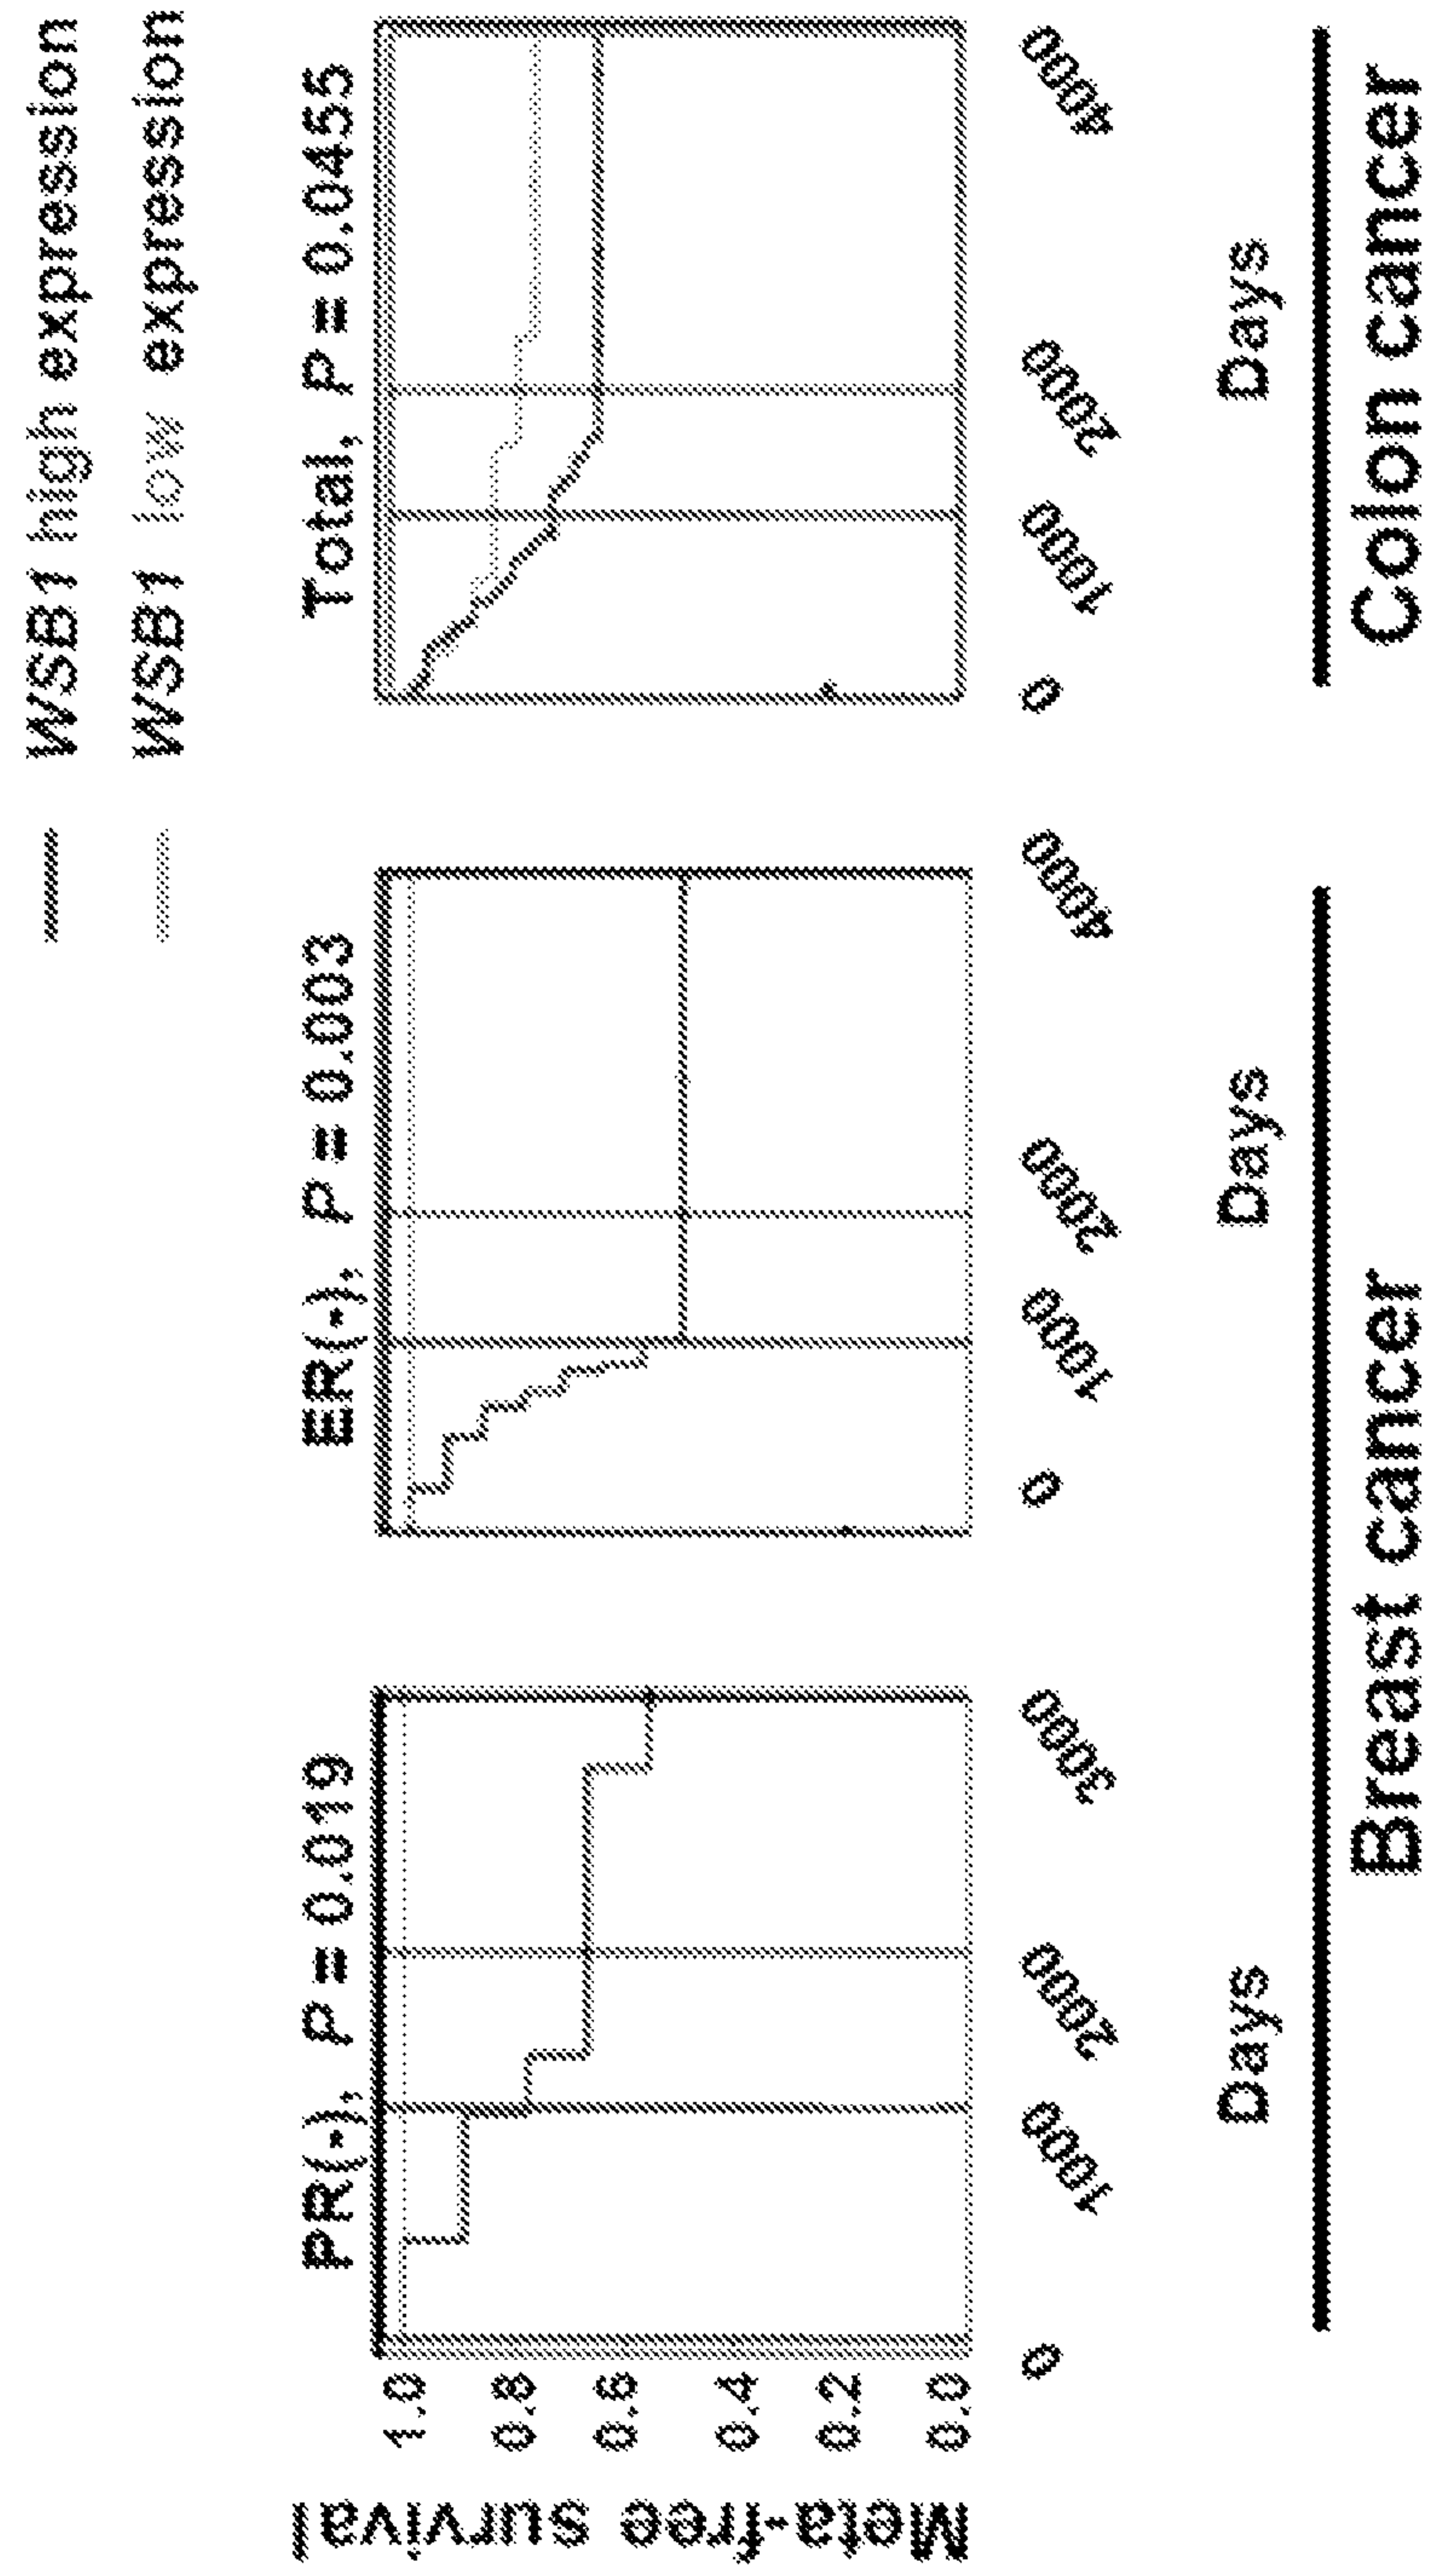 WSB1 high expression
WSB1 low expression
PR(-), P = 0.019
ER(-), P = 0.003
Total, P = 0.0455
Meta-free survival
1.0
0.8
0.6
0.4
0.2
0.0
0 1000 2000 3000
0 1000 2000 4000
0 1000 2000 4000
Days
Days
Days
Breast cancer
Colon cancer